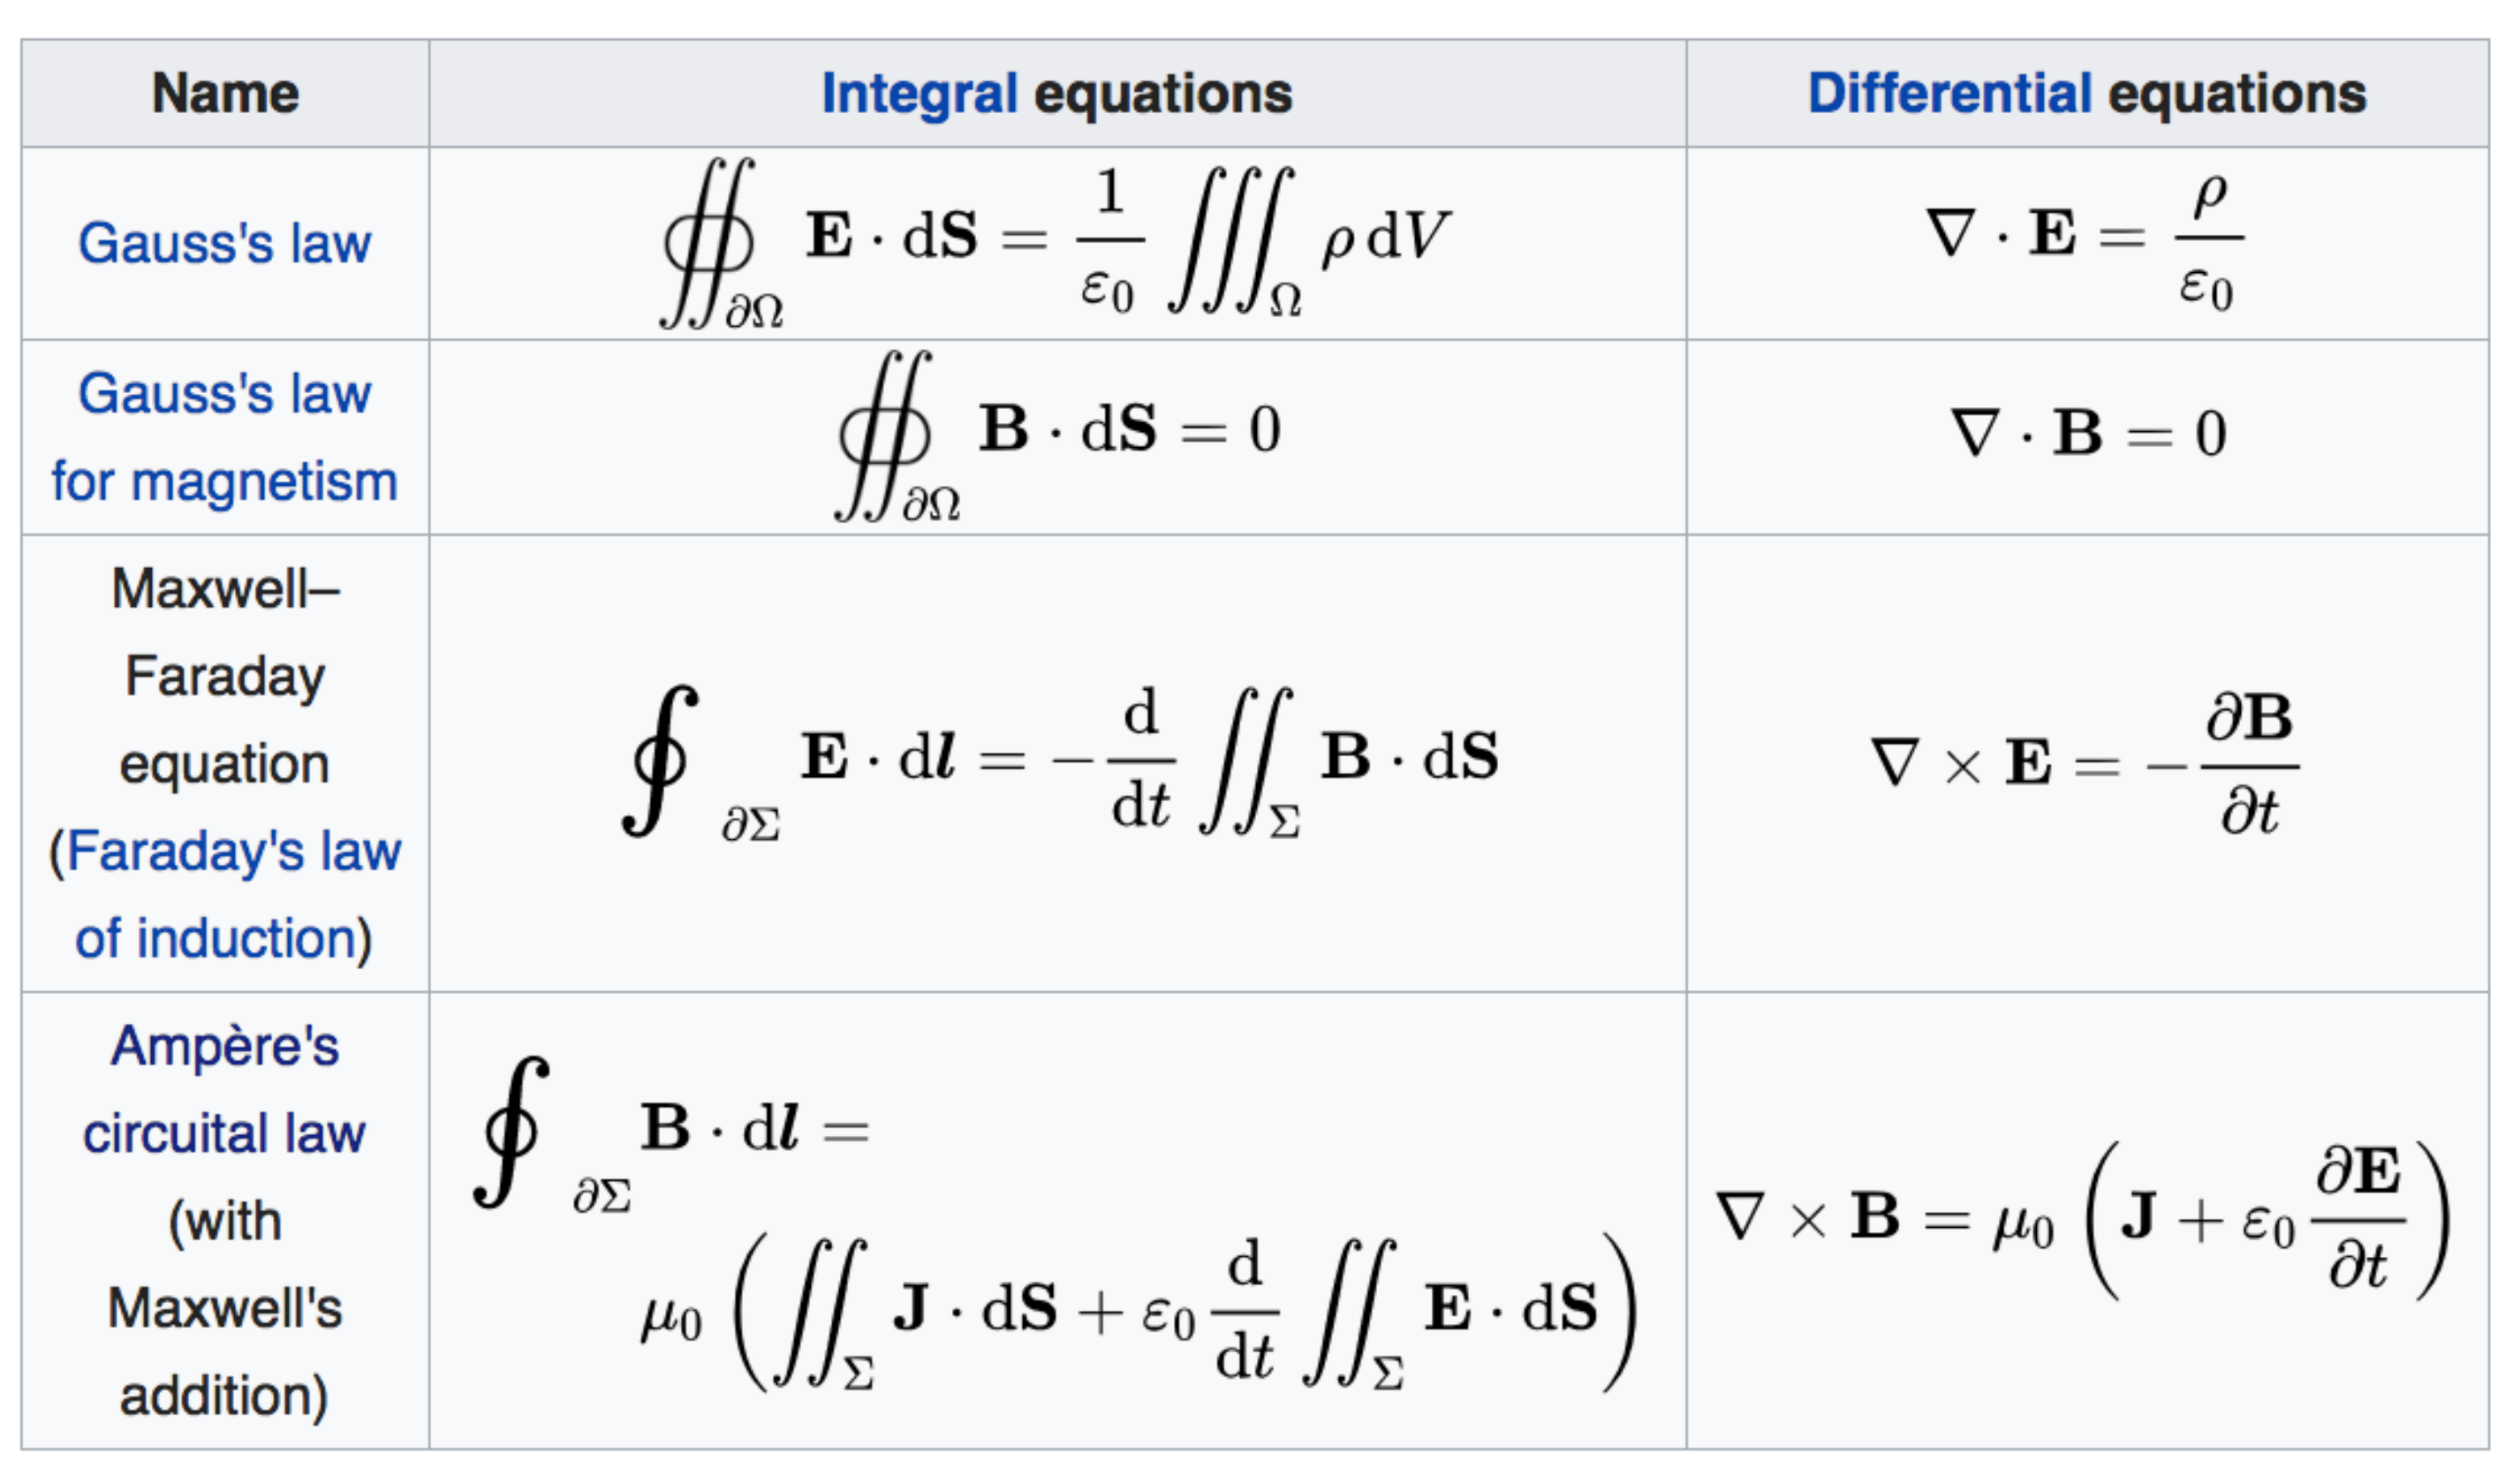 Name Integral equations Differential equations
Gauss's law ∯_∂Ω 𝐄 · d𝐒 = 1/ε₀ ∭_Ω ρ dV ∇ · 𝐄 = ρ/ε₀
Gauss's law
for magnetism ∯_∂Ω 𝐁 · d𝐒 = 0 ∇ · 𝐁 = 0
Maxwell–
Faraday
equation
(Faraday's law
of induction) ∮_∂Σ 𝐄 · d𝒍 = − d/dt ∬_Σ 𝐁 · d𝐒 ∇ × 𝐄 = − ∂𝐁/∂t
Ampère's
circuital law
(with
Maxwell's
addition) ∮_∂Σ 𝐁 · d𝒍 =
μ₀ (∬_Σ 𝐉 · d𝐒 + ε₀ d/dt ∬_Σ 𝐄 · d𝐒) ∇ × 𝐁 = μ₀ (𝐉 + ε₀ ∂𝐄/∂t)